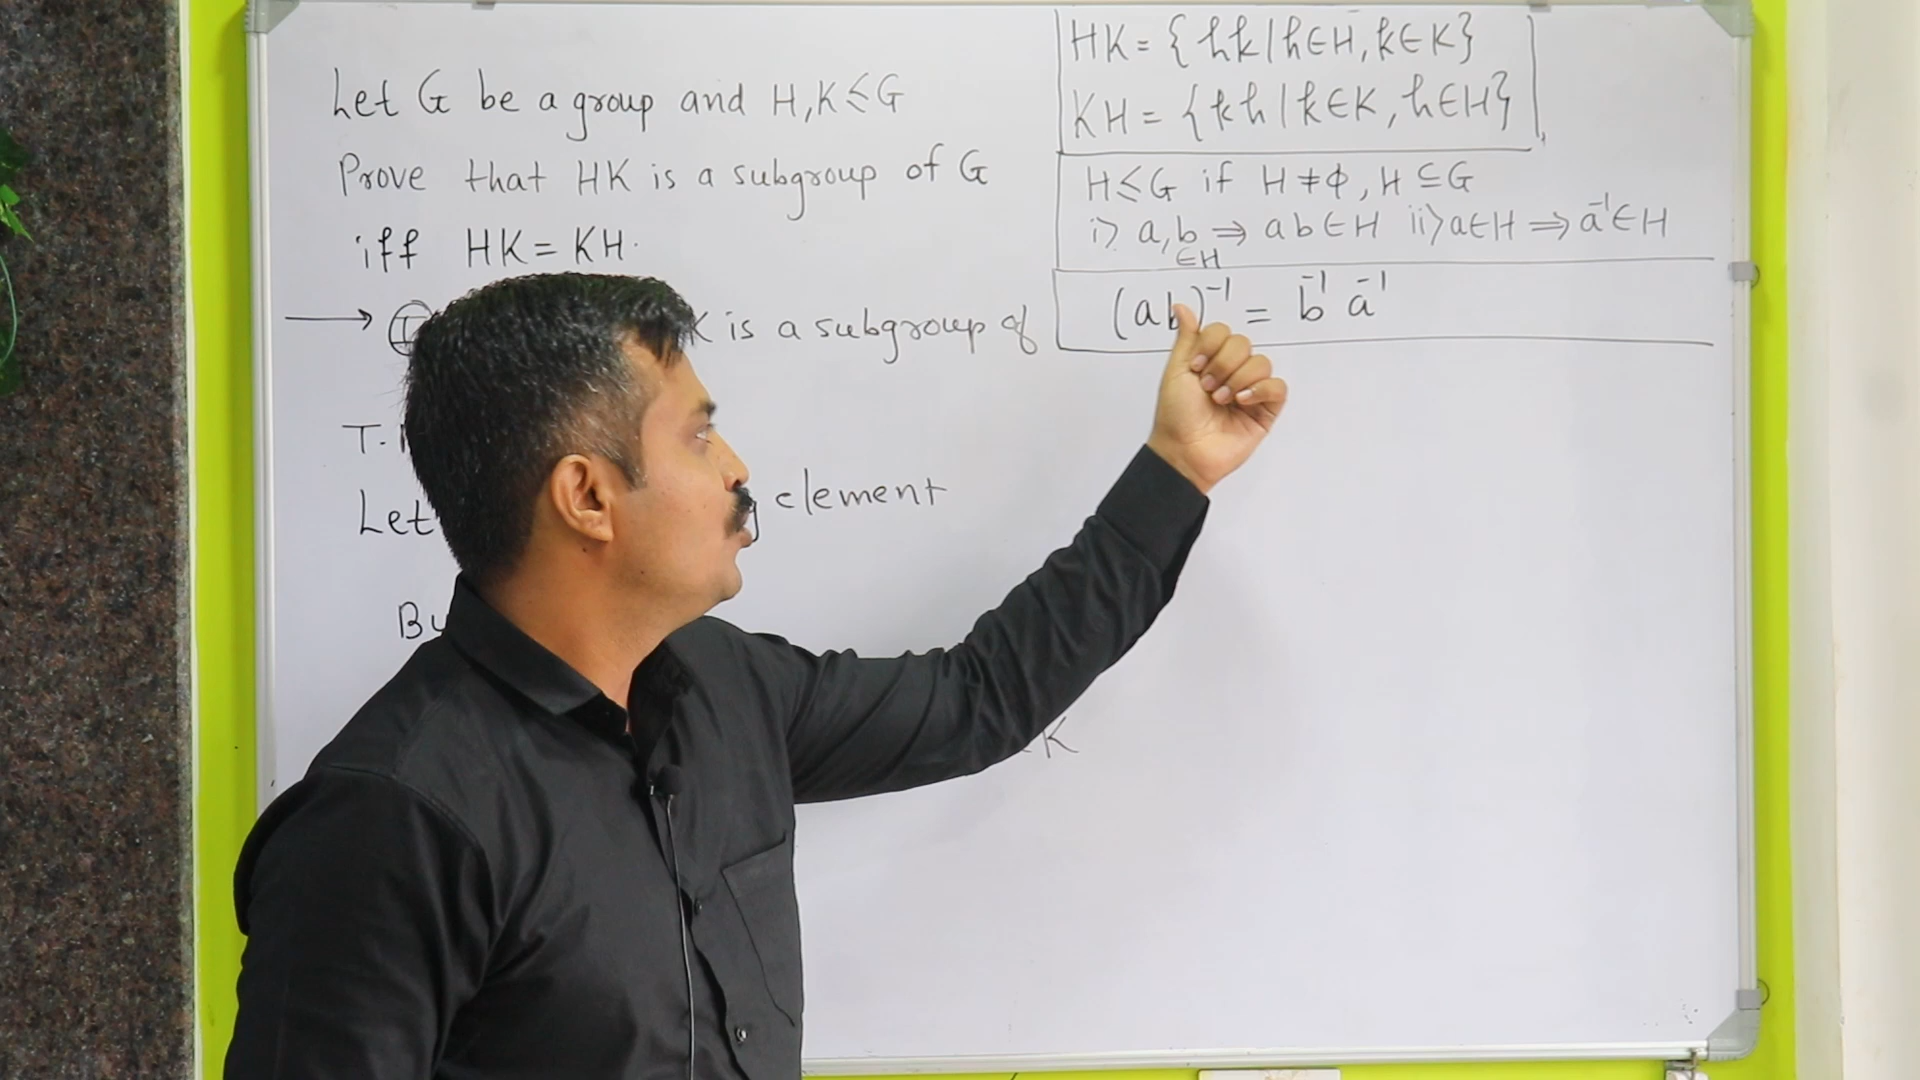 Let G be a group and H,K≤G
Prove that HK is a subgroup of G
iff HK = KH.
→ I K is a subgroup of
T.
Let element
By
K
HK = {hk | h∈H, k∈K}
KH = {kh | k∈K, h∈H}
H≤G if H≠ϕ, H⊆G
i> a,b ⇒ ab∈H ii> a∈H ⇒ a⁻¹∈H
∈H
(ab)⁻¹ = b⁻¹ a⁻¹